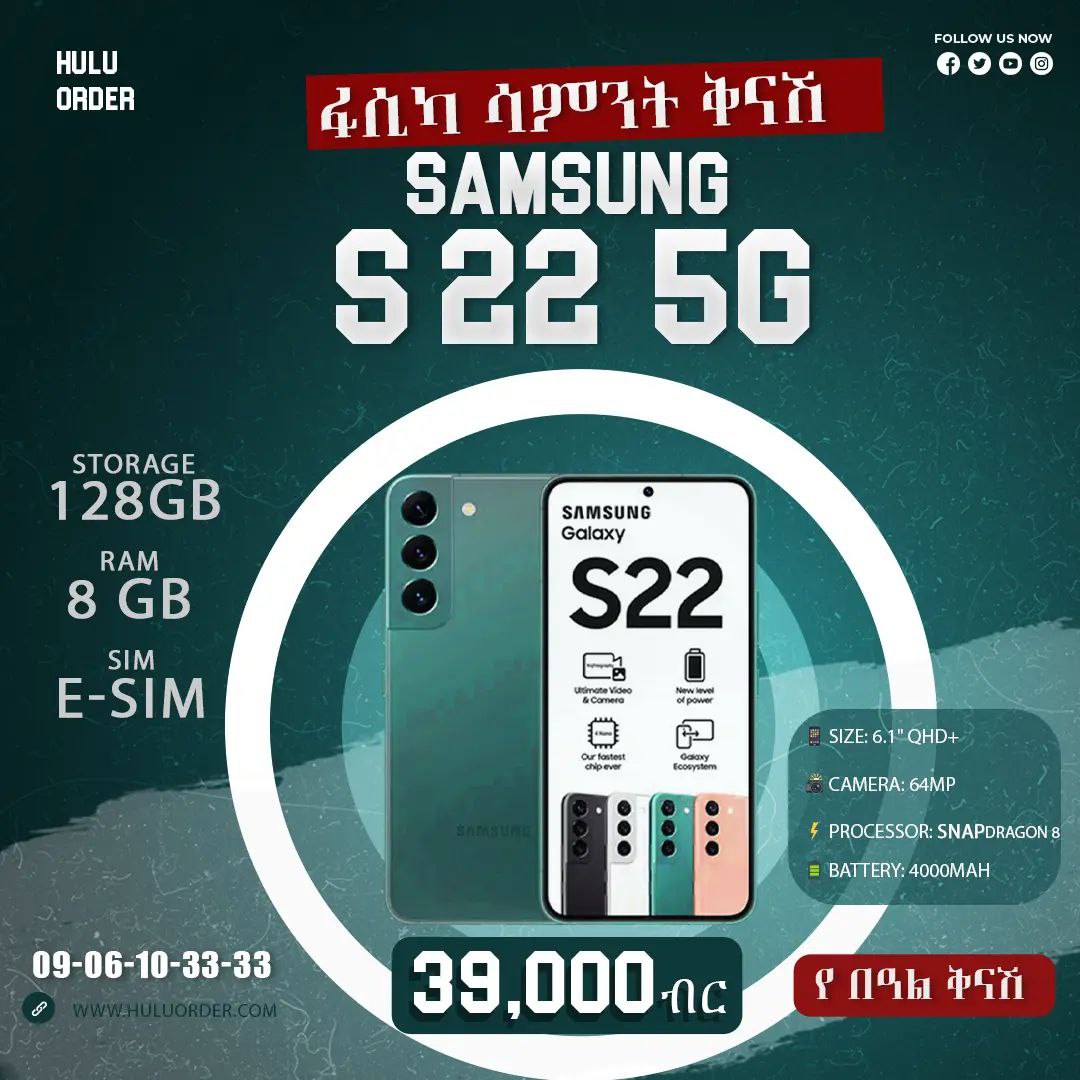 HULU
ORDER
FOLLOW US NOW
ፋሲካ ሳምንት ቅናሽ
SAMSUNG
S 22 5G
STORAGE
128GB
RAM
8 GB
SIM
E-SIM
SAMSUNG
Galaxy
S22
Ultimate Video
& Camera
New level
of power
Our fastest
chip ever
Galaxy
Ecosystem
SAMSUNG
SIZE: 6.1" QHD+
CAMERA: 64MP
PROCESSOR: SNAPDRAGON 8
BATTERY: 4000MAH
09-06-10-33-33
WWW.HULUORDER.COM
39,000 ብር
የ በዓል ቅናሽ